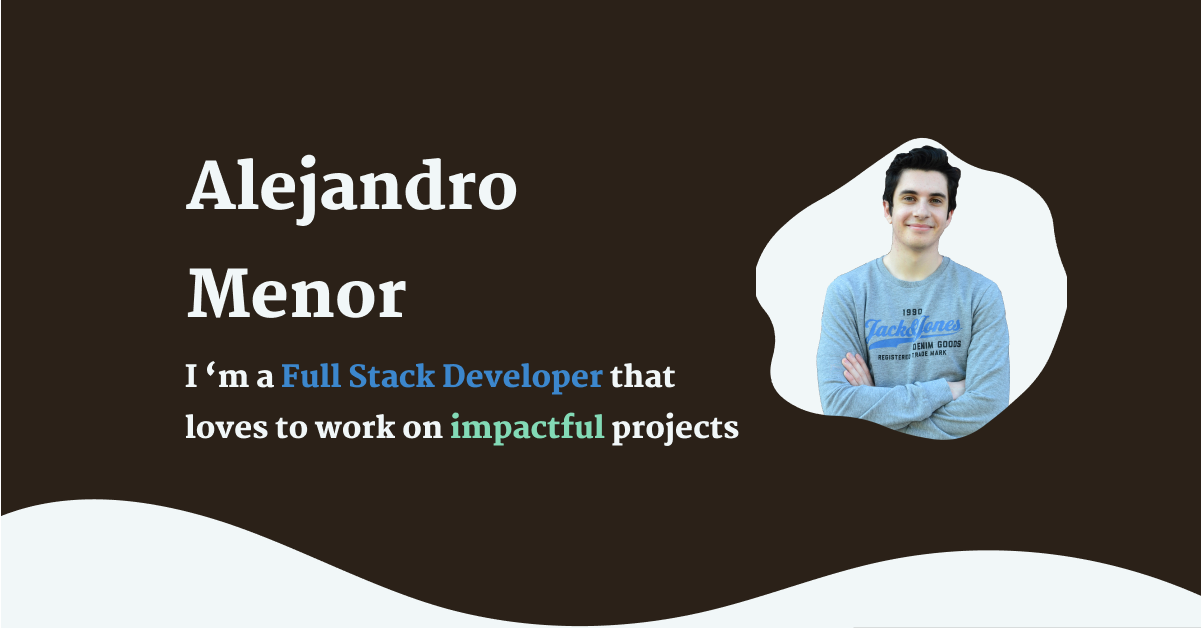 Alejandro
Menor
I ‘m a Full Stack Developer that
loves to work on impactful projects
1990
Jack&Jones
DENIM GOODS
REGISTERED TRADE MARK